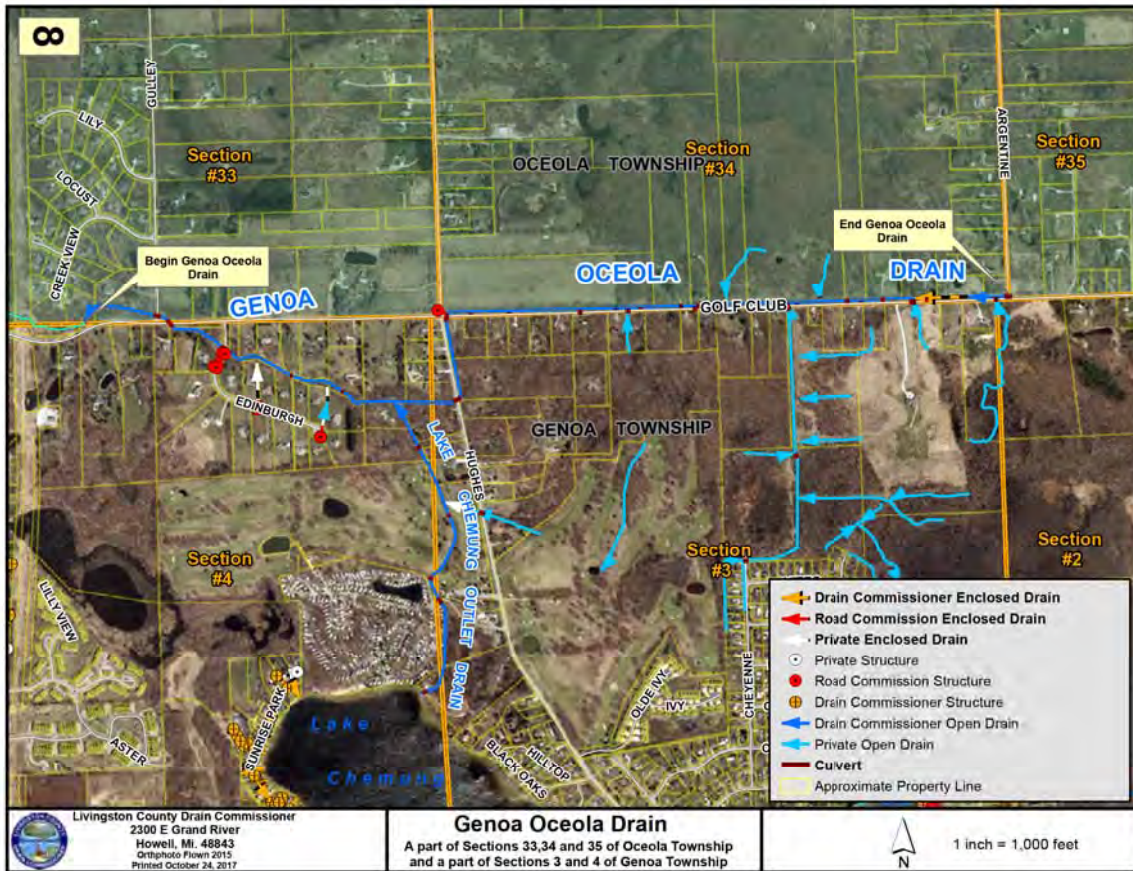 8
GULLEY
LILY
LOCUST
CREEK VIEW
Section
#33
OCEOLA TOWNSHIP
Section
#34
ARGENTINE
Section
#35
Begin Genoa Oceola
Drain
End Genoa Oceola
Drain
GENOA
OCEOLA
DRAIN
GOLF CLUB
EDINBURGH
GENOA TOWNSHIP
HUGHES
LAKE CHEMUNG OUTLET DRAIN
Section
#4
Section
#3
Section
#2
LILLY VIEW
ASTER
SUNRISE PARK
Lake
Chemung
BLACK OAKS
HILLTOP
OLDE IVY
IVY
CHEYENNE
Drain Commissioner Enclosed Drain
Road Commission Enclosed Drain
Private Enclosed Drain
Private Structure
Road Commission Structure
Drain Commissioner Structure
Drain Commissioner Open Drain
Private Open Drain
Culvert
Approximate Property Line
Livingston County Drain Commissioner
2300 E Grand River
Howell, Mi. 48843
Orthphoto Flown 2015
Printed October 24, 2017
Genoa Oceola Drain
A part of Sections 33,34 and 35 of Oceola Township
and a part of Sections 3 and 4 of Genoa Township
N
1 inch = 1,000 feet